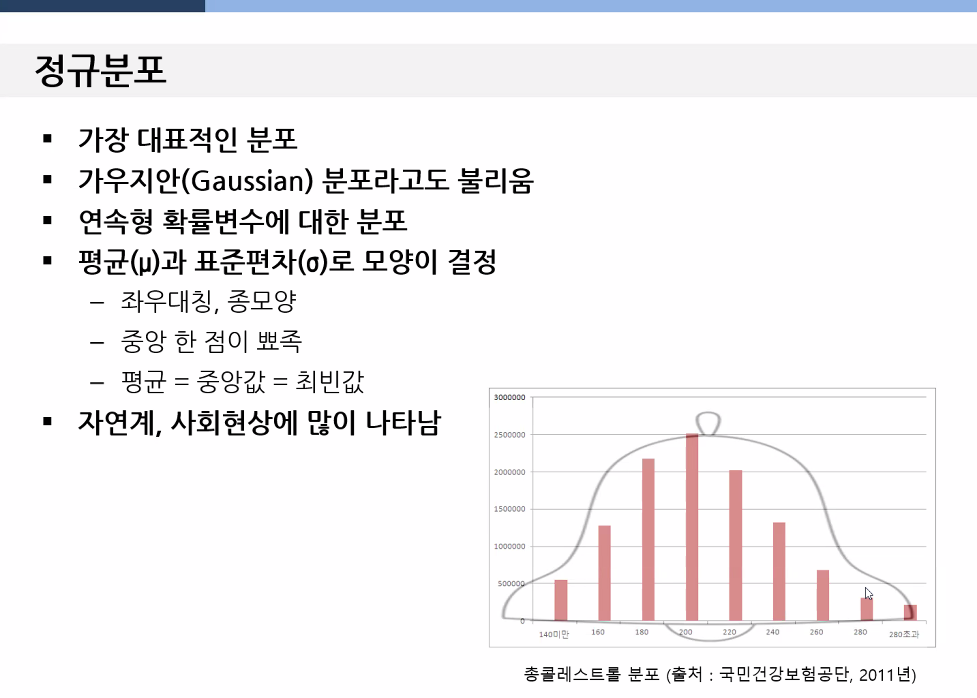 정규분포
▪ 가장 대표적인 분포
▪ 가우지안(Gaussian) 분포라고도 불리움
▪ 연속형 확률변수에 대한 분포
▪ 평균(μ)과 표준편차(σ)로 모양이 결정
– 좌우대칭, 종모양
– 중앙 한 점이 뾰족
– 평균 = 중앙값 = 최빈값
▪ 자연계, 사회현상에 많이 나타남
3000000
2500000
2000000
1500000
1000000
500000
0
140미만 160 180 200 220 240 260 280 280초과
총콜레스트롤 분포 (출처 : 국민건강보험공단, 2011년)